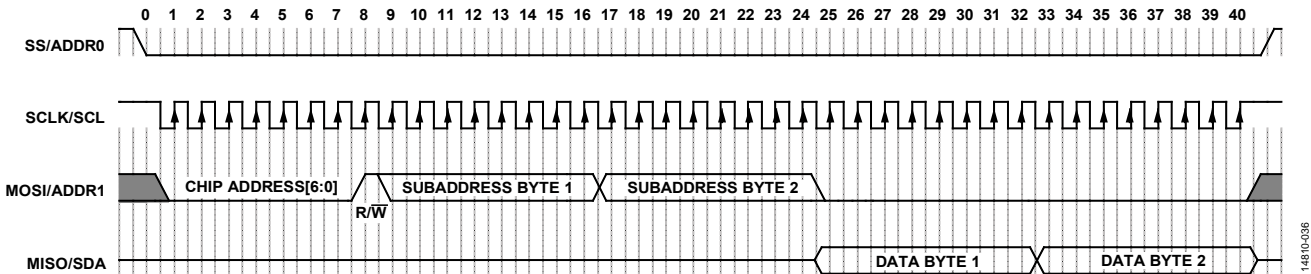 0 1 2 3 4 5 6 7 8 9 10 11 12 13 14 15 16 17 18 19 20 21 22 23 24 25 26 27 28 29 30 31 32 33 34 35 36 37 38 39 40
SS/ADDR0
SCLK/SCL
MOSI/ADDR1 CHIP ADDRESS[6:0] SUBADDRESS BYTE 1 SUBADDRESS BYTE 2
R/W̅
MISO/SDA DATA BYTE 1 DATA BYTE 2
14810-036